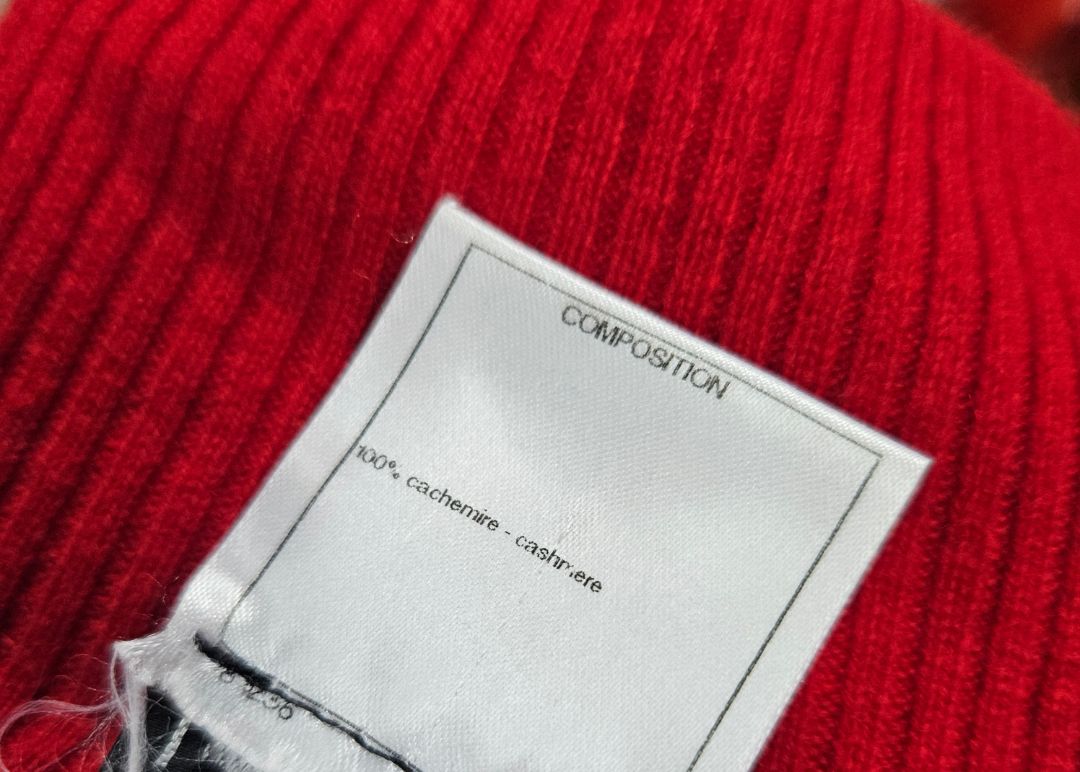 COMPOSITION
100% cachemire - cashmere